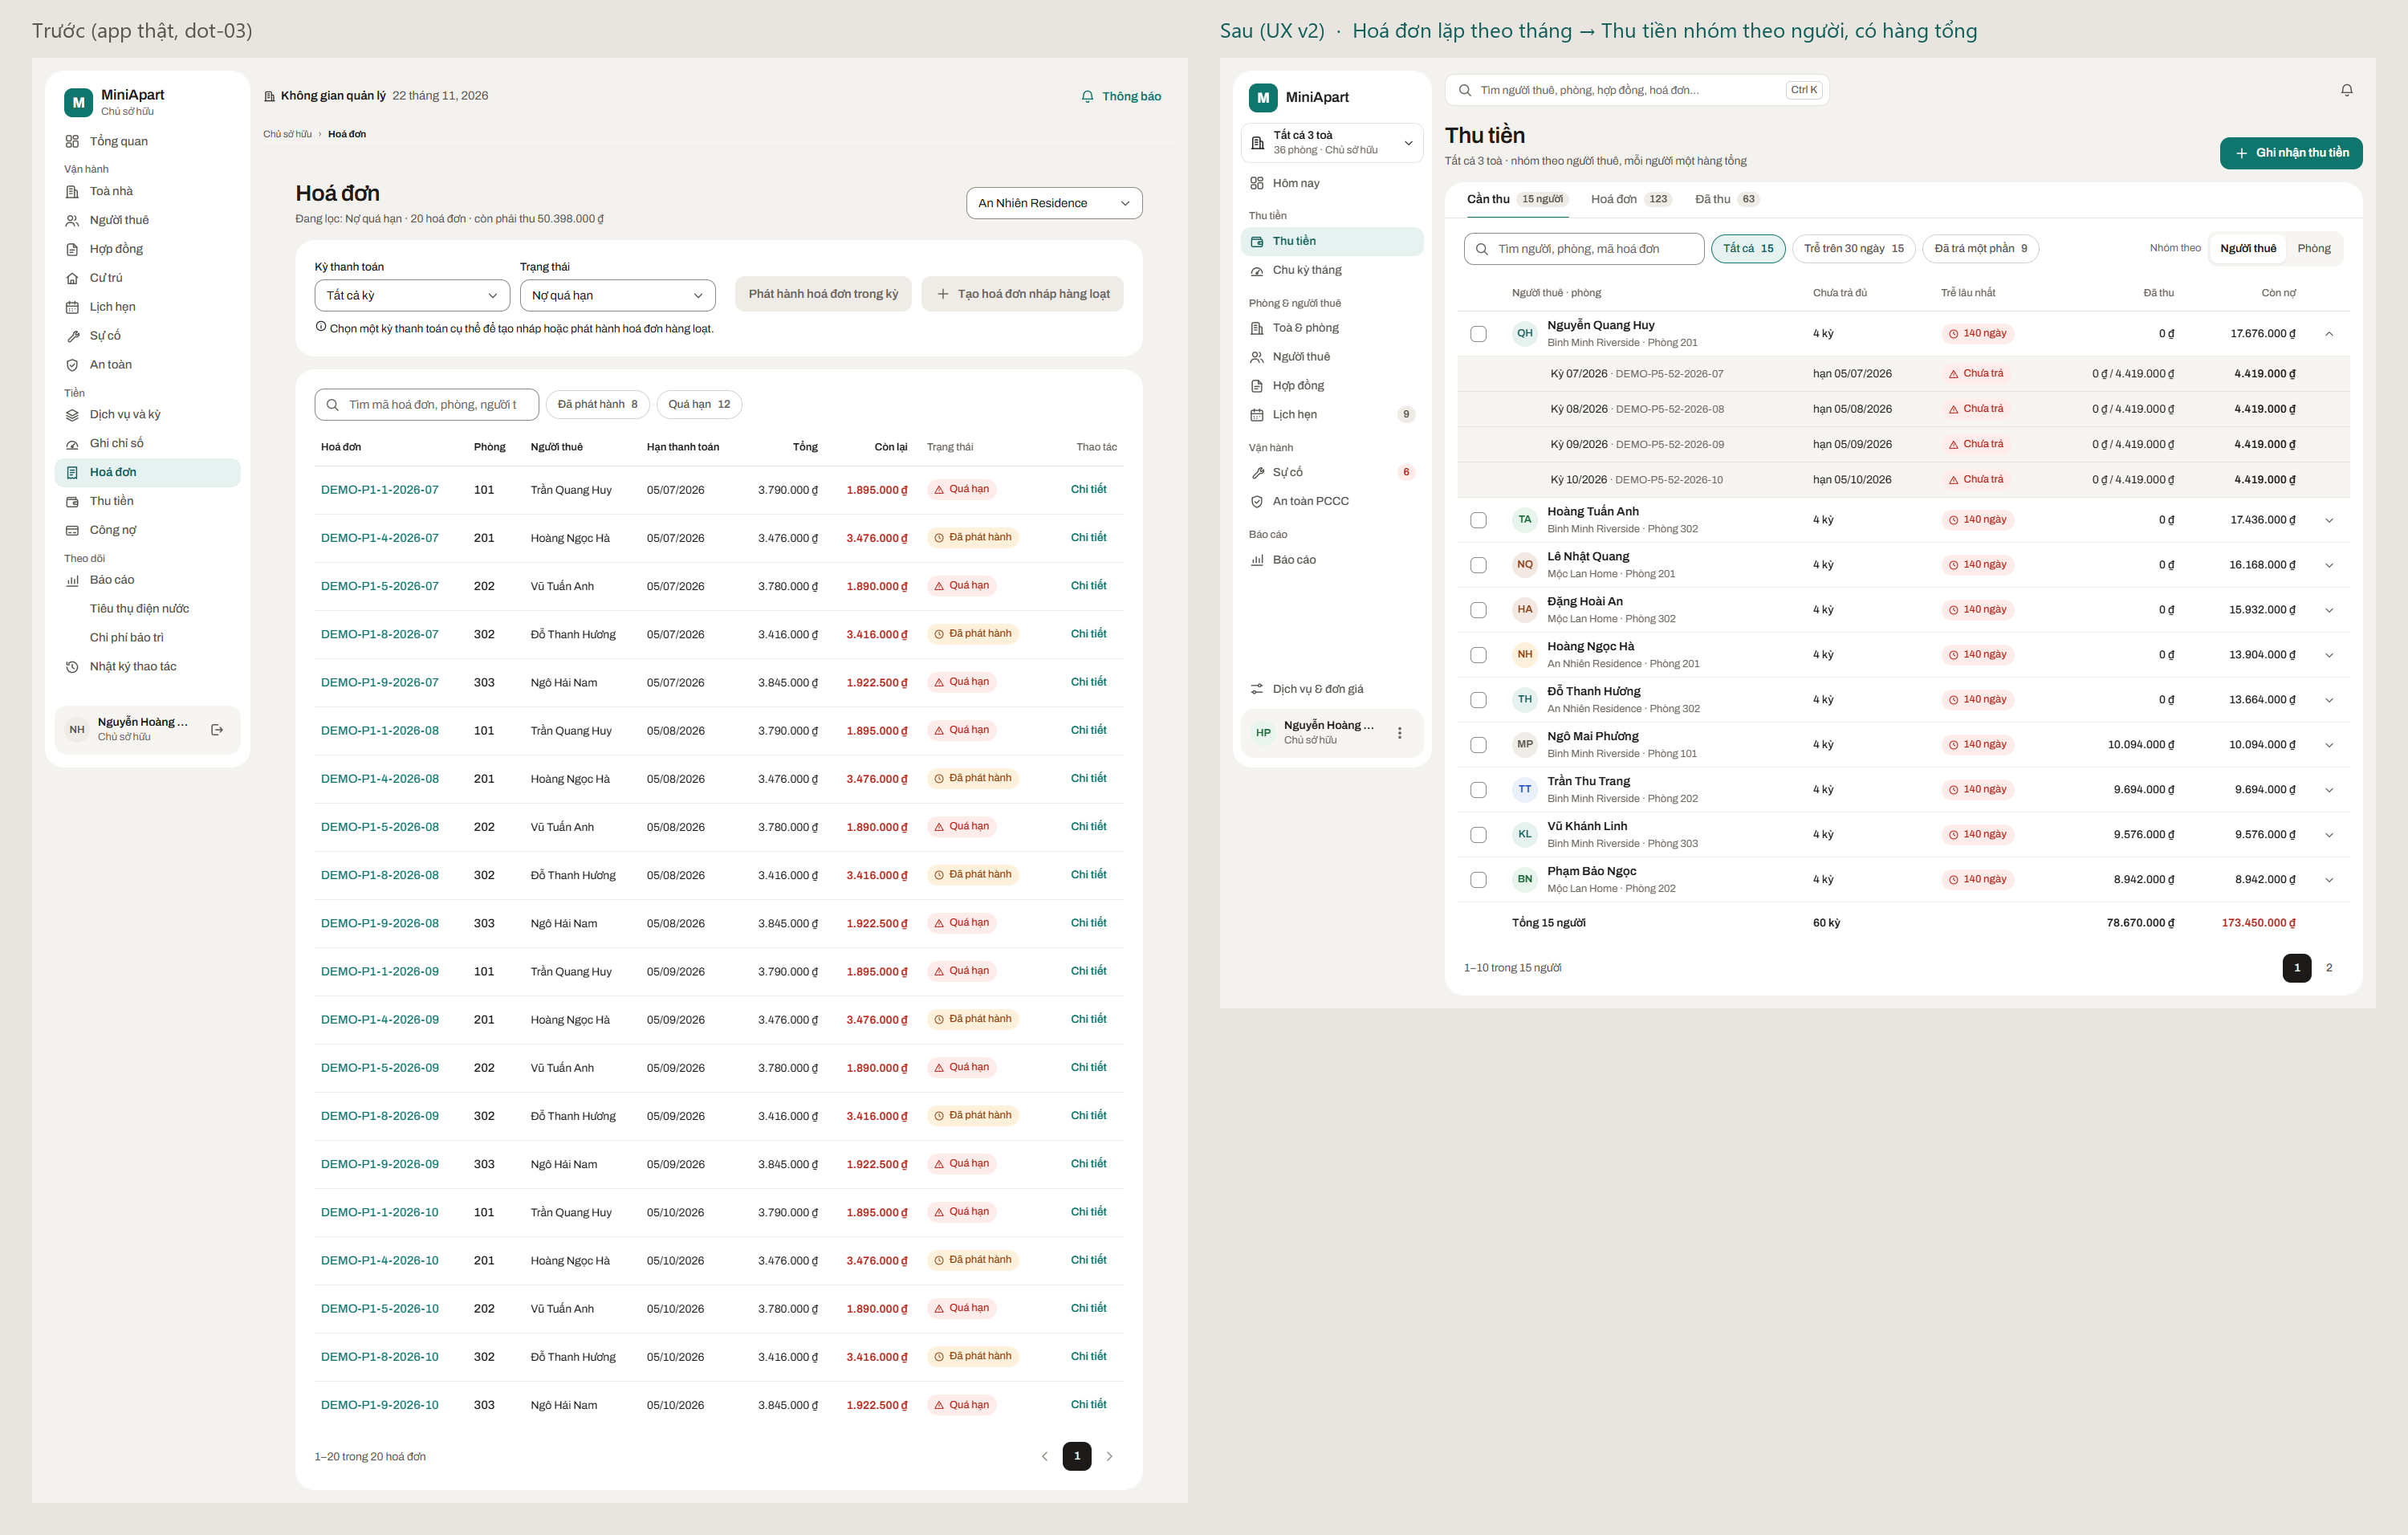 Trước (app thật, dot-03)
M MiniApart
Chủ sở hữu
Tổng quan
Vận hành
Toà nhà
Người thuê
Hợp đồng
Cư trú
Lịch hẹn
Sự cố
An toàn
Tiền
Dịch vụ và kỳ
Ghi chỉ số
Hoá đơn
Thu tiền
Công nợ
Theo dõi
Báo cáo
Tiêu thụ điện nước
Chi phí bảo trì
Nhật ký thao tác
NH Nguyễn Hoàng ...
Chủ sở hữu
Không gian quản lý 22 tháng 11, 2026
Thông báo
Chủ sở hữu › Hoá đơn
Hoá đơn
Đang lọc: Nợ quá hạn · 20 hoá đơn · còn phải thu 50.398.000 ₫
An Nhiên Residence
Kỳ thanh toán Trạng thái
Tất cả kỳ Nợ quá hạn Phát hành hoá đơn trong kỳ + Tạo hoá đơn nháp hàng loạt
Chọn một kỳ thanh toán cụ thể để tạo nháp hoặc phát hành hoá đơn hàng loạt.
Tìm mã hoá đơn, phòng, người t Đã phát hành 8 Quá hạn 12
Hoá đơn Phòng Người thuê Hạn thanh toán Tổng Còn lại Trạng thái Thao tác
DEMO-P1-1-2026-07 101 Trần Quang Huy 05/07/2026 3.790.000 ₫ 1.895.000 ₫ Quá hạn Chi tiết
DEMO-P1-4-2026-07 201 Hoàng Ngọc Hà 05/07/2026 3.476.000 ₫ 3.476.000 ₫ Đã phát hành Chi tiết
DEMO-P1-5-2026-07 202 Vũ Tuấn Anh 05/07/2026 3.780.000 ₫ 1.890.000 ₫ Quá hạn Chi tiết
DEMO-P1-8-2026-07 302 Đỗ Thanh Hương 05/07/2026 3.416.000 ₫ 3.416.000 ₫ Đã phát hành Chi tiết
DEMO-P1-9-2026-07 303 Ngô Hải Nam 05/07/2026 3.845.000 ₫ 1.922.500 ₫ Quá hạn Chi tiết
DEMO-P1-1-2026-08 101 Trần Quang Huy 05/08/2026 3.790.000 ₫ 1.895.000 ₫ Quá hạn Chi tiết
DEMO-P1-4-2026-08 201 Hoàng Ngọc Hà 05/08/2026 3.476.000 ₫ 3.476.000 ₫ Đã phát hành Chi tiết
DEMO-P1-5-2026-08 202 Vũ Tuấn Anh 05/08/2026 3.780.000 ₫ 1.890.000 ₫ Quá hạn Chi tiết
DEMO-P1-8-2026-08 302 Đỗ Thanh Hương 05/08/2026 3.416.000 ₫ 3.416.000 ₫ Đã phát hành Chi tiết
DEMO-P1-9-2026-08 303 Ngô Hải Nam 05/08/2026 3.845.000 ₫ 1.922.500 ₫ Quá hạn Chi tiết
DEMO-P1-1-2026-09 101 Trần Quang Huy 05/09/2026 3.790.000 ₫ 1.895.000 ₫ Quá hạn Chi tiết
DEMO-P1-4-2026-09 201 Hoàng Ngọc Hà 05/09/2026 3.476.000 ₫ 3.476.000 ₫ Đã phát hành Chi tiết
DEMO-P1-5-2026-09 202 Vũ Tuấn Anh 05/09/2026 3.780.000 ₫ 1.890.000 ₫ Quá hạn Chi tiết
DEMO-P1-8-2026-09 302 Đỗ Thanh Hương 05/09/2026 3.416.000 ₫ 3.416.000 ₫ Đã phát hành Chi tiết
DEMO-P1-9-2026-09 303 Ngô Hải Nam 05/09/2026 3.845.000 ₫ 1.922.500 ₫ Quá hạn Chi tiết
DEMO-P1-1-2026-10 101 Trần Quang Huy 05/10/2026 3.790.000 ₫ 1.895.000 ₫ Quá hạn Chi tiết
DEMO-P1-4-2026-10 201 Hoàng Ngọc Hà 05/10/2026 3.476.000 ₫ 3.476.000 ₫ Đã phát hành Chi tiết
DEMO-P1-5-2026-10 202 Vũ Tuấn Anh 05/10/2026 3.780.000 ₫ 1.890.000 ₫ Quá hạn Chi tiết
DEMO-P1-8-2026-10 302 Đỗ Thanh Hương 05/10/2026 3.416.000 ₫ 3.416.000 ₫ Đã phát hành Chi tiết
DEMO-P1-9-2026-10 303 Ngô Hải Nam 05/10/2026 3.845.000 ₫ 1.922.500 ₫ Quá hạn Chi tiết
1–20 trong 20 hoá đơn ‹ 1 ›
Sau (UX v2) · Hoá đơn lặp theo tháng → Thu tiền nhóm theo người, có hàng tổng
M MiniApart
Tất cả 3 toà
36 phòng · Chủ sở hữu
Hôm nay
Thu tiền
Thu tiền
Chu kỳ tháng
Phòng & người thuê
Toà & phòng
Người thuê
Hợp đồng
Lịch hẹn 9
Vận hành
Sự cố 6
An toàn PCCC
Báo cáo
Báo cáo
Dịch vụ & đơn giá
HP Nguyễn Hoàng ...
Chủ sở hữu
Tìm người thuê, phòng, hợp đồng, hoá đơn... Ctrl K
Thu tiền
Tất cả 3 toà · nhóm theo người thuê, mỗi người một hàng tổng
+ Ghi nhận thu tiền
Cần thu 15 người Hoá đơn 123 Đã thu 63
Tìm người, phòng, mã hoá đơn Tất cả 15 Trễ trên 30 ngày 15 Đã trả một phần 9 Nhóm theo Người thuê Phòng
Người thuê · phòng Chưa trả đủ Trễ lâu nhất Đã thu Còn nợ
QH Nguyễn Quang Huy 4 kỳ 140 ngày 0 ₫ 17.676.000 ₫
Bình Minh Riverside · Phòng 201
Kỳ 07/2026 · DEMO-P5-52-2026-07 hạn 05/07/2026 Chưa trả 0 ₫ / 4.419.000 ₫ 4.419.000 ₫
Kỳ 08/2026 · DEMO-P5-52-2026-08 hạn 05/08/2026 Chưa trả 0 ₫ / 4.419.000 ₫ 4.419.000 ₫
Kỳ 09/2026 · DEMO-P5-52-2026-09 hạn 05/09/2026 Chưa trả 0 ₫ / 4.419.000 ₫ 4.419.000 ₫
Kỳ 10/2026 · DEMO-P5-52-2026-10 hạn 05/10/2026 Chưa trả 0 ₫ / 4.419.000 ₫ 4.419.000 ₫
TA Hoàng Tuấn Anh 4 kỳ 140 ngày 0 ₫ 17.436.000 ₫
Bình Minh Riverside · Phòng 302
NQ Lê Nhật Quang 4 kỳ 140 ngày 0 ₫ 16.168.000 ₫
Mộc Lan Home · Phòng 201
HA Đặng Hoài An 4 kỳ 140 ngày 0 ₫ 15.932.000 ₫
Mộc Lan Home · Phòng 302
NH Hoàng Ngọc Hà 4 kỳ 140 ngày 0 ₫ 13.904.000 ₫
An Nhiên Residence · Phòng 201
TH Đỗ Thanh Hương 4 kỳ 140 ngày 0 ₫ 13.664.000 ₫
An Nhiên Residence · Phòng 302
MP Ngô Mai Phương 4 kỳ 140 ngày 10.094.000 ₫ 10.094.000 ₫
Bình Minh Riverside · Phòng 101
TT Trần Thu Trang 4 kỳ 140 ngày 9.694.000 ₫ 9.694.000 ₫
Bình Minh Riverside · Phòng 202
KL Vũ Khánh Linh 4 kỳ 140 ngày 9.576.000 ₫ 9.576.000 ₫
Bình Minh Riverside · Phòng 303
BN Phạm Bảo Ngọc 4 kỳ 140 ngày 8.942.000 ₫ 8.942.000 ₫
Mộc Lan Home · Phòng 202
Tổng 15 người 60 kỳ 78.670.000 ₫ 173.450.000 ₫
1–10 trong 15 người 1 2